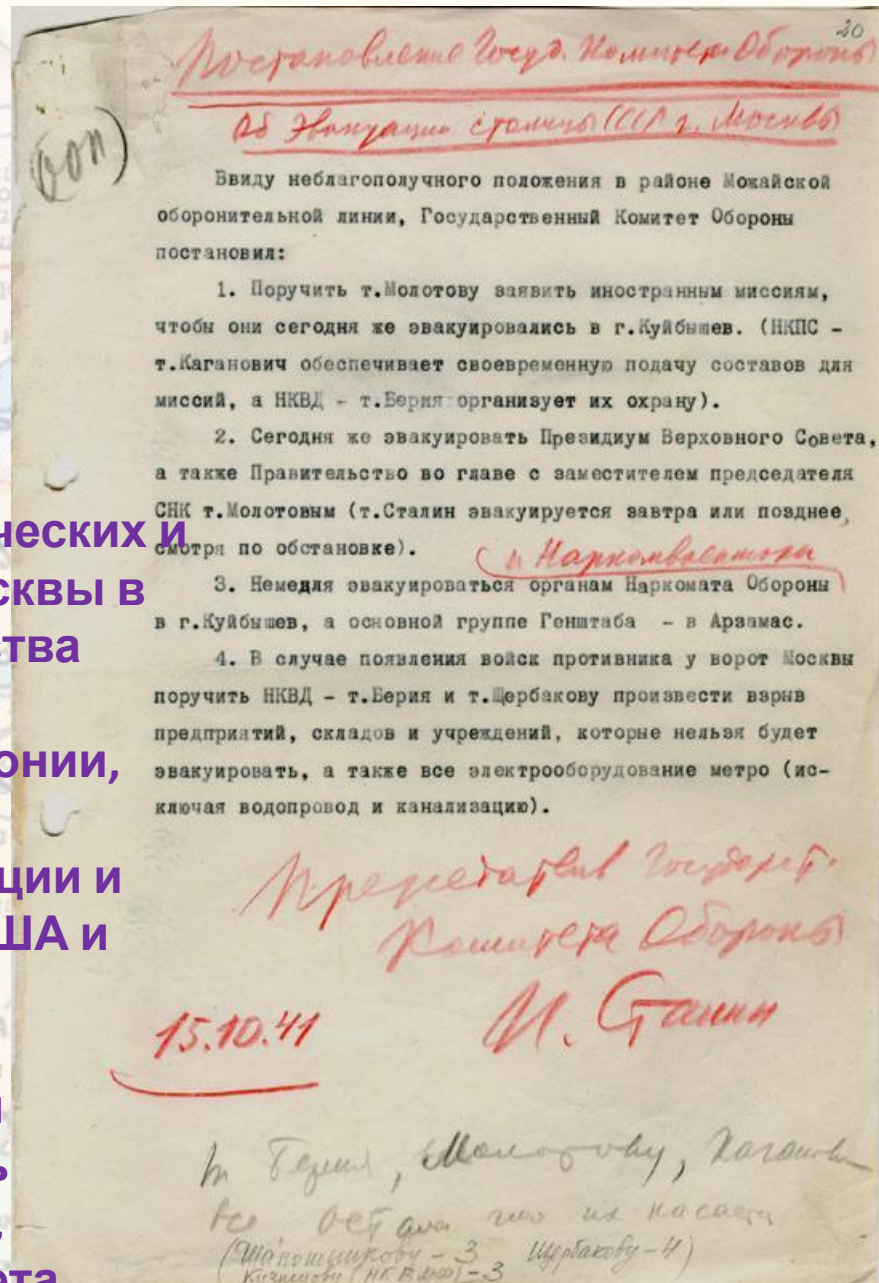 20
Постановление Госуд. Комитета Обороны
Об Эвакуации столицы СССР г. Москвы
Ввиду неблагополучного положения в районе Можайской
оборонительной линии, Государственный Комитет Обороны
постановил:
1. Поручить т.Молотову заявить иностранным миссиям,
чтобы они сегодня же эвакуировались в г.Куйбышев. (НКПС –
т.Каганович обеспечивает своевременную подачу составов для
миссий, а НКВД – т.Берия организует их охрану).
2. Сегодня же эвакуировать Президиум Верховного Совета,
а также Правительство во главе с заместителем председателя
СНК т.Молотовым (т.Сталин эвакуируется завтра или позднее,
смотря по обстановке).
и Наркомвоенмора
3. Немедля эвакуироваться органам Наркомата Обороны
в г.Куйбышев, а основной группе Генштаба – в Арзамас.
4. В случае появления войск противника у ворот Москвы
поручить НКВД – т.Берия и т.Щербакову произвести взрыв
предприятий, складов и учреждений, которые нельзя будет
эвакуировать, а также все электрооборудование метро (ис-
ключая водопровод и канализацию).
Председатель Государст.
Комитета Обороны
И. Сталин
15.10.41
Молотову,
их касается
(Шапошникову – 3 Щербакову – 4)
Кузнецову (НКВМФ) – 3
ческих и
сквы в
ства
онии,
ции и
ША и
ь
ета